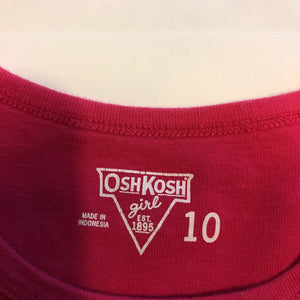 OSHKOSH
girl
EST.
1895
MADE IN
INDONESIA
10